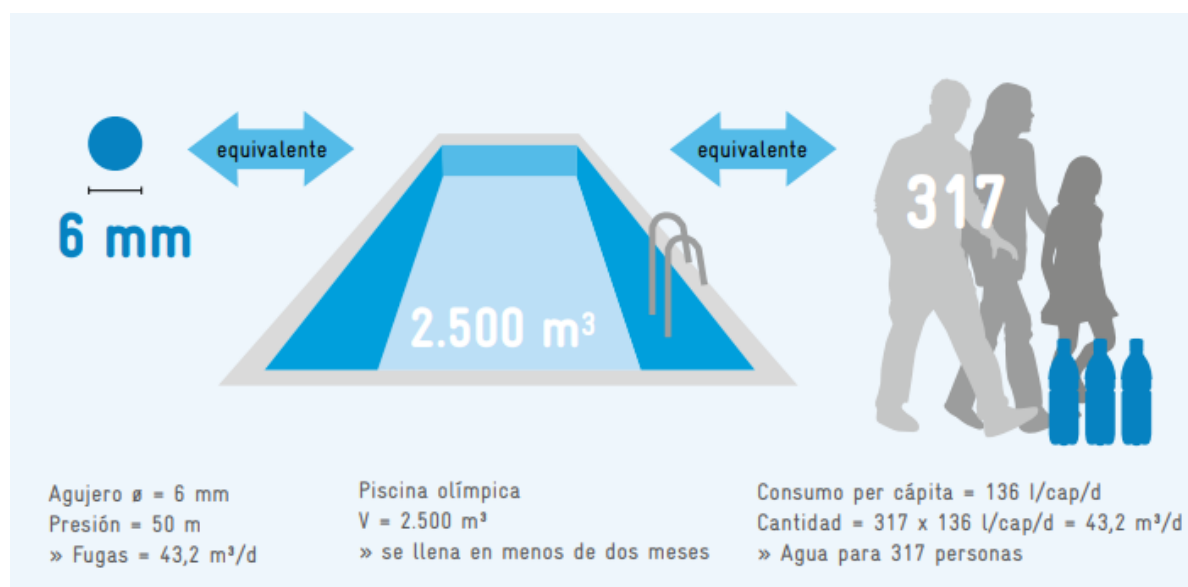 equivalente
equivalente
6 mm
2.500 m³
317
Agujero ø = 6 mm
Presión = 50 m
» Fugas = 43,2 m³/d
Piscina olímpica
V = 2.500 m³
» se llena en menos de dos meses
Consumo per cápita = 136 l/cap/d
Cantidad = 317 x 136 l/cap/d = 43,2 m³/d
» Agua para 317 personas